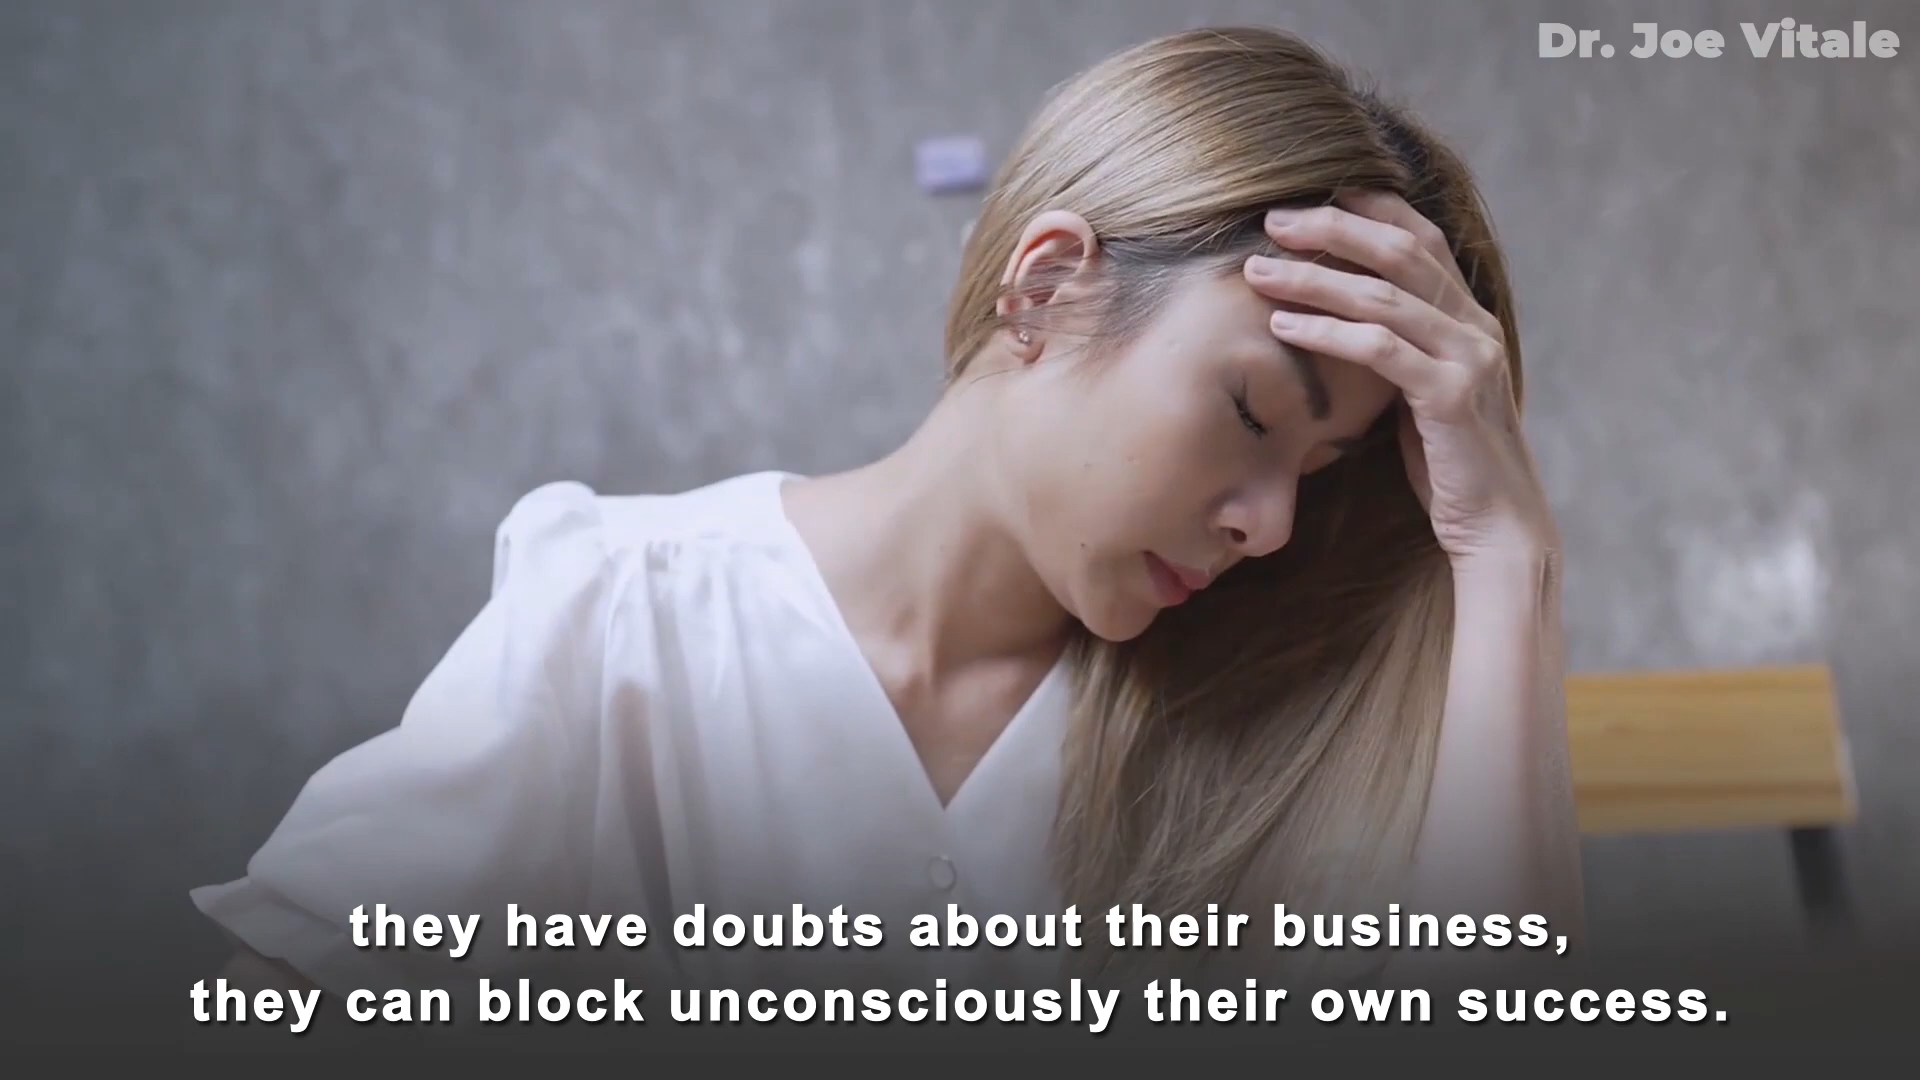 Dr. Joe Vitale
they have doubts about their business,
they can block unconsciously their own success.